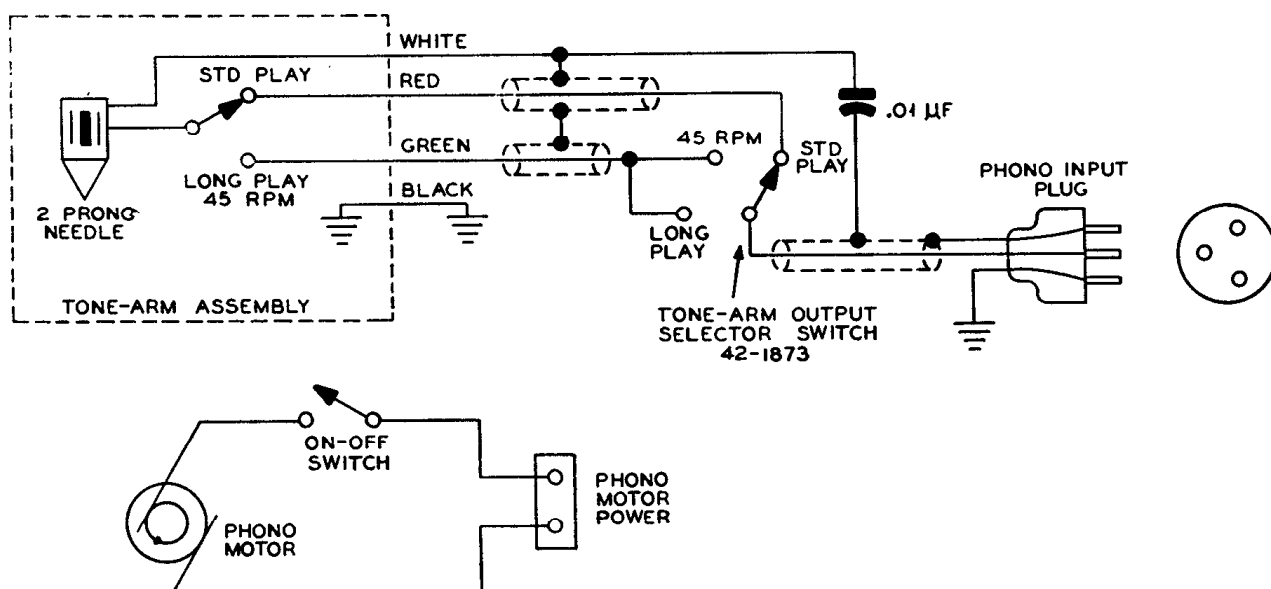 WHITE
STD PLAY
RED
45 RPM
.01 µF
GREEN
STD
PLAY
PHONO INPUT
PLUG
LONG PLAY
45 RPM
BLACK
2 PRONG
NEEDLE
LONG
PLAY
TONE-ARM ASSEMBLY
TONE-ARM OUTPUT
SELECTOR SWITCH
42-1873
ON-OFF
SWITCH
PHONO
MOTOR
POWER
PHONO
MOTOR